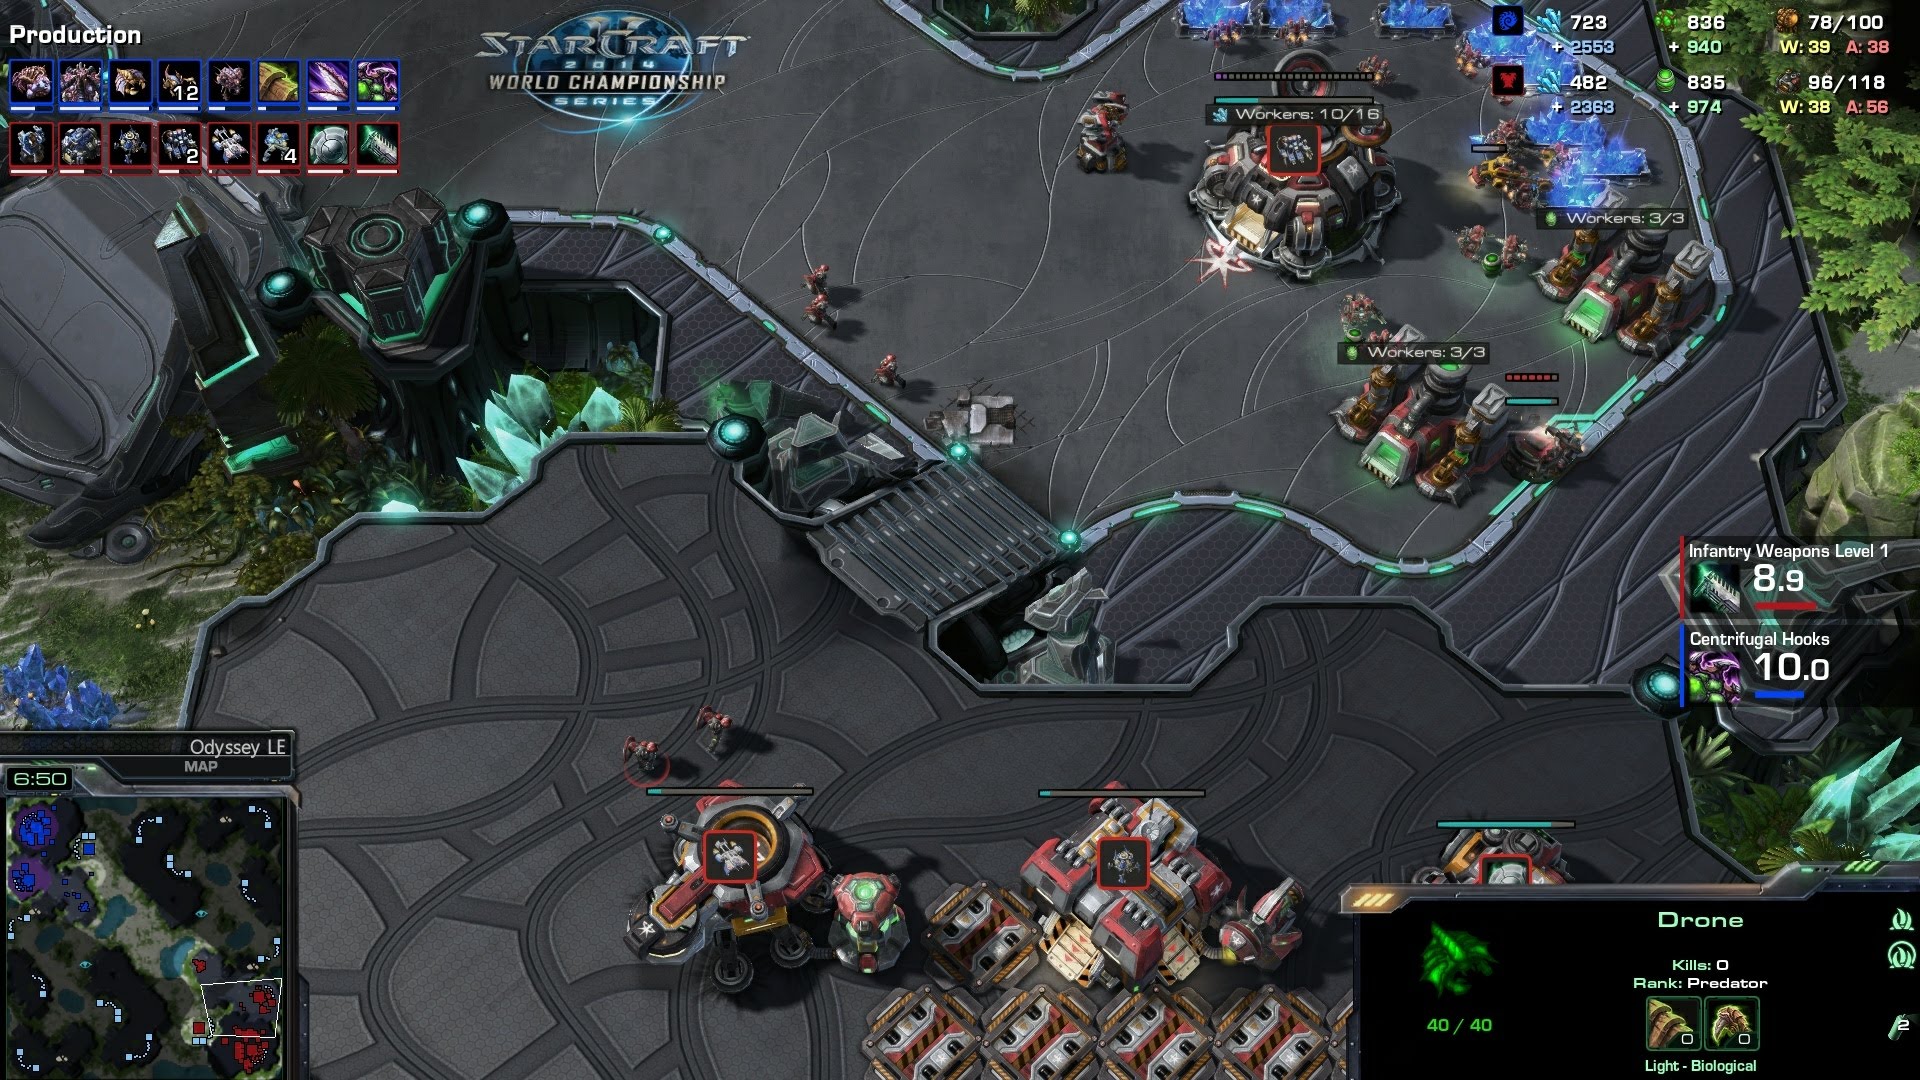 Production
12
2
4
STARCRAFT
II
2014
WORLD CHAMPIONSHIP
SERIES
723
+ 2553
836
+ 940
78/100
W: 39 A: 38
482
+ 2363
835
+ 974
96/118
W: 38 A: 56
Workers: 10/16
Workers: 3/3
Workers: 3/3
Infantry Weapons Level 1
8.9
Centrifugal Hooks
10.0
Odyssey LE
MAP
6:50
Drone
Kills: 0
Rank: Predator
40 / 40
0
0
Light - Biological
2